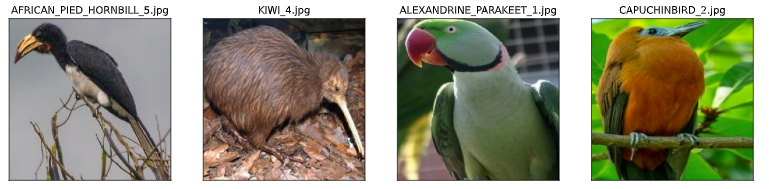 AFRICAN_PIED_HORNBILL_5.jpg
KIWI_4.jpg
ALEXANDRINE_PARAKEET_1.jpg
CAPUCHINBIRD_2.jpg